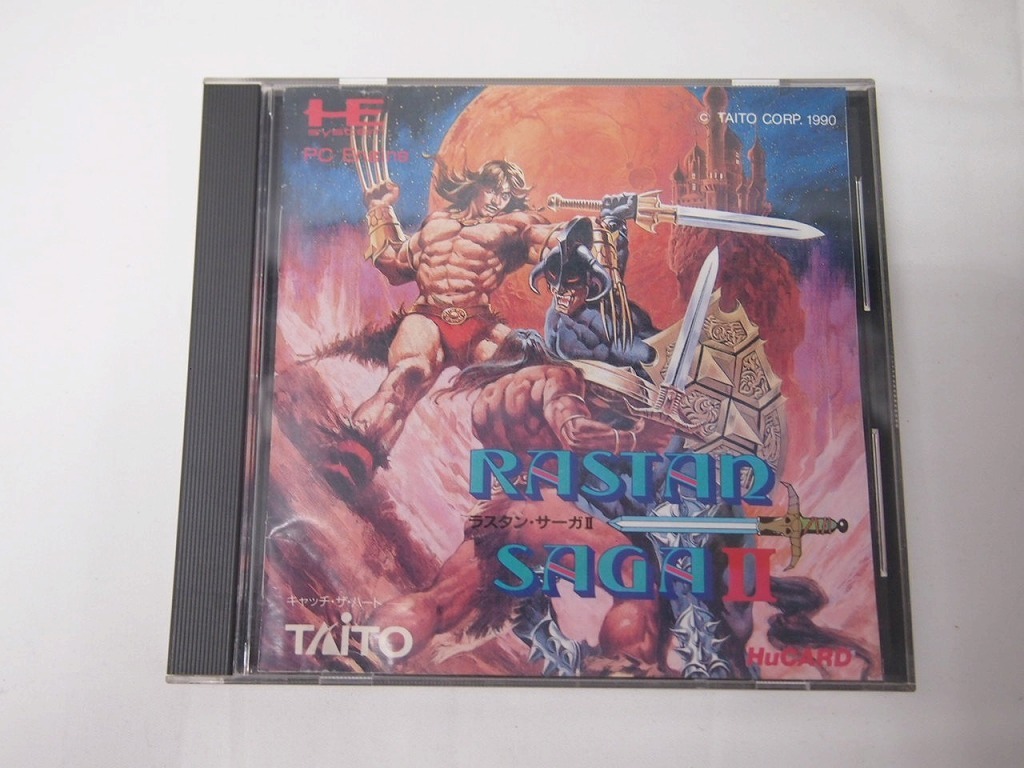 HE
system
PC Engine
© TAITO CORP. 1990
RASTAN
ラスタン・サーガⅡ
SAGA II
キャッチ・ザ・ハート
TAITO
HuCARD